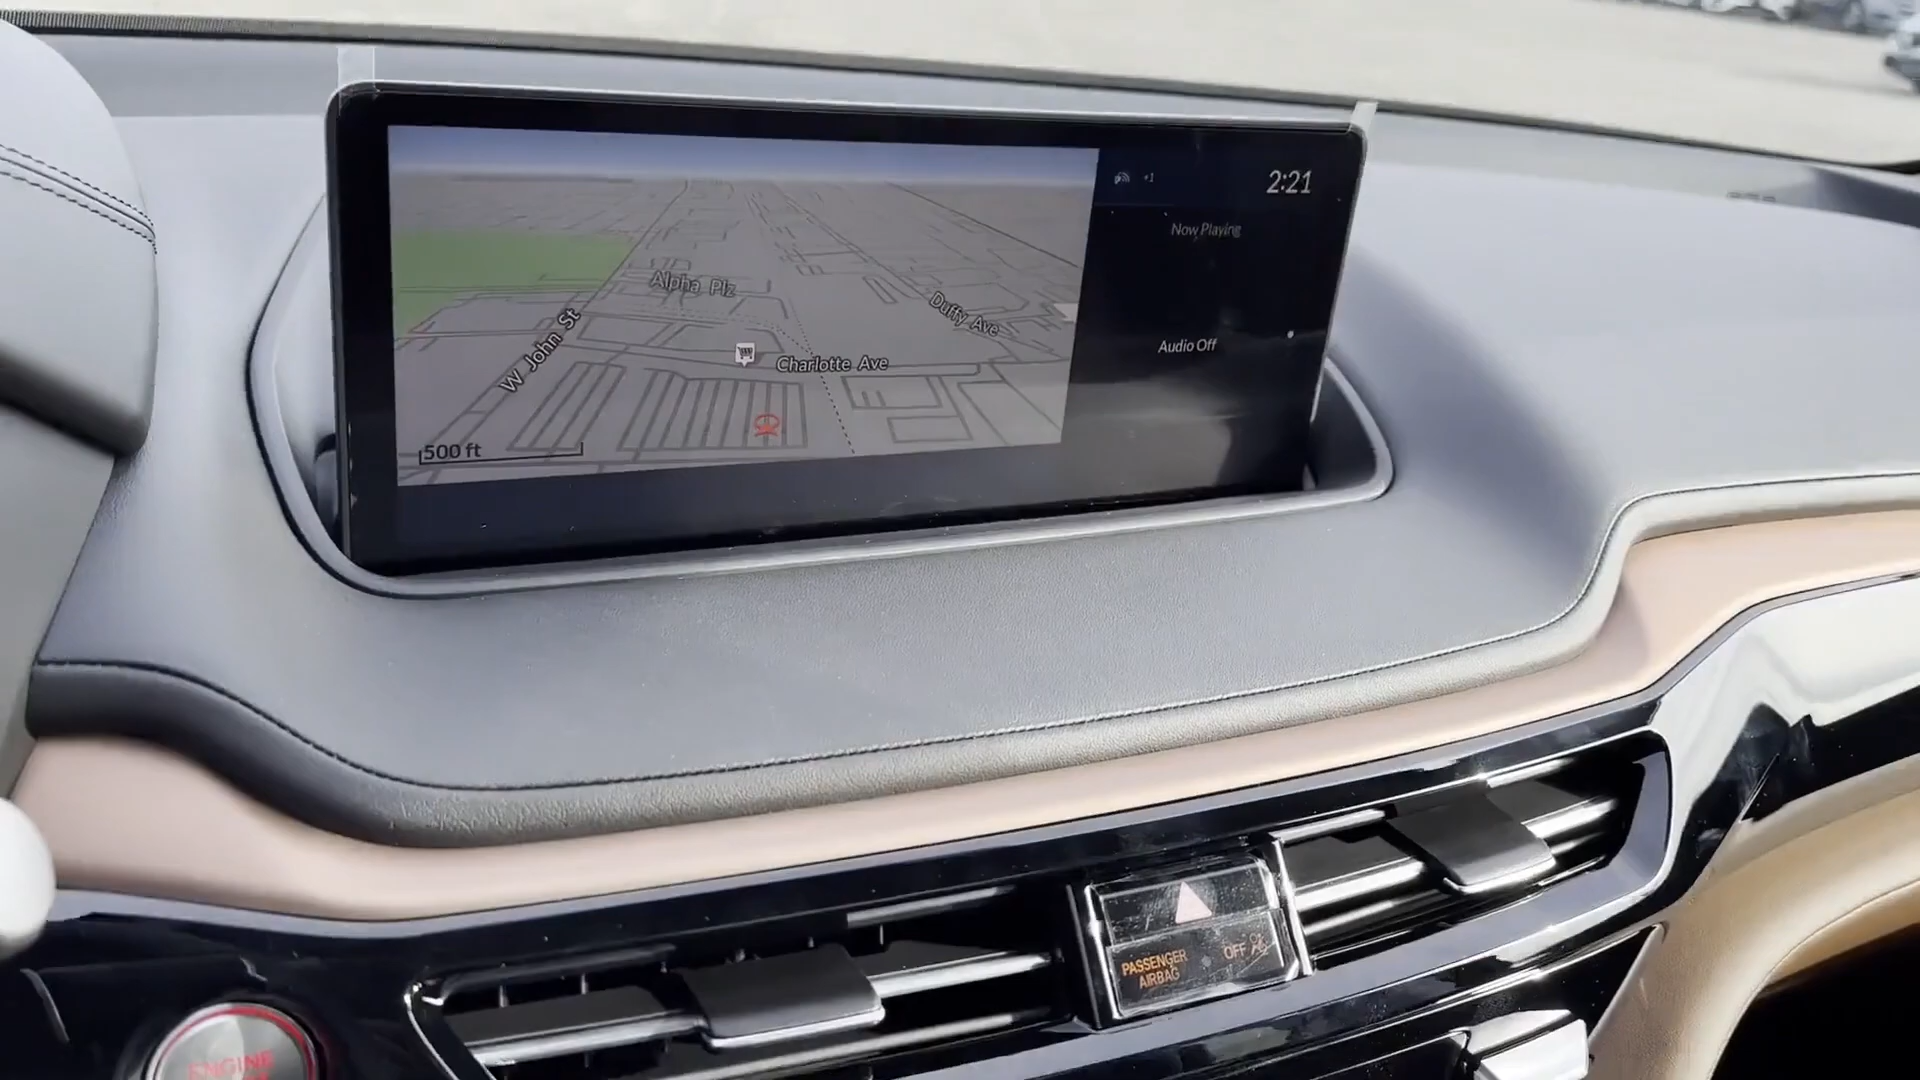 +1
2:21
Now Playing
Alpha Plz
Duffy Ave
W John St
Audio Off
Charlotte Ave
500 ft
PASSENGER
AIRBAG
OFF
ENGINE